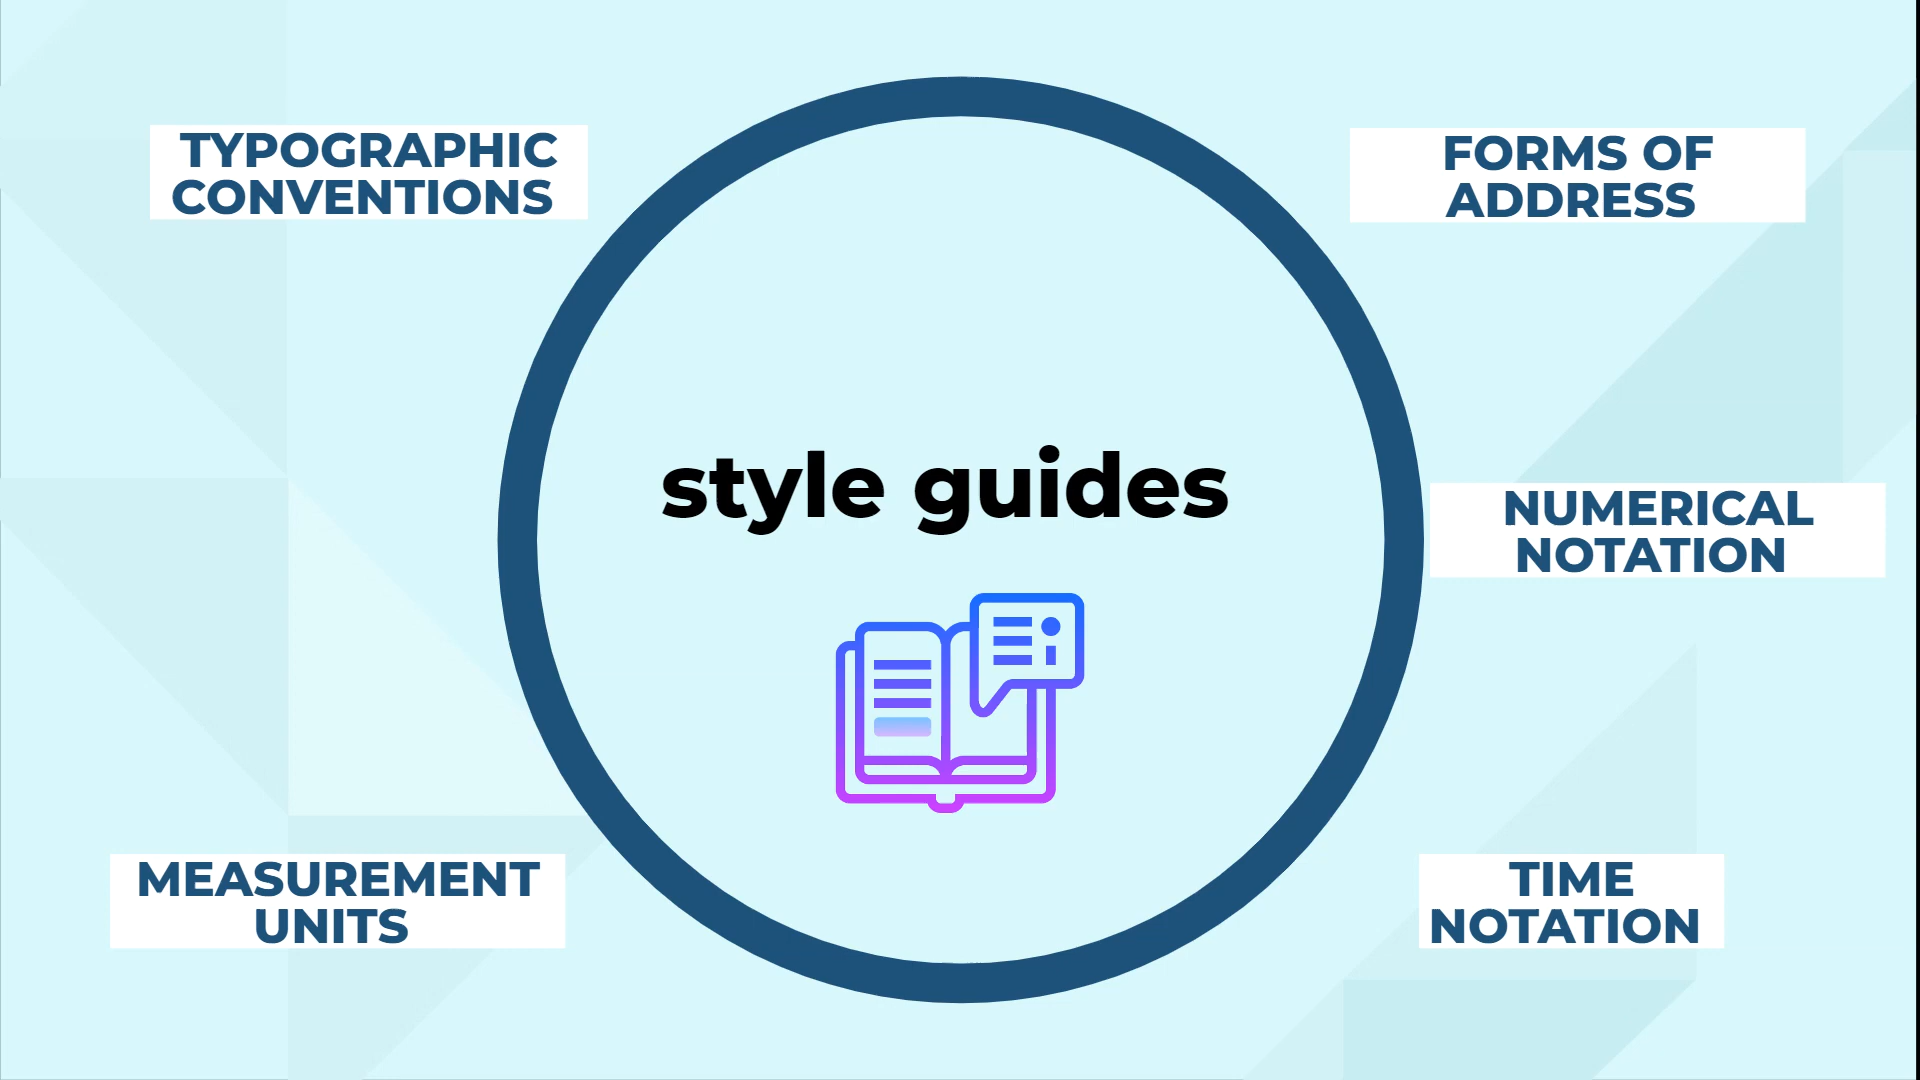 TYPOGRAPHIC
CONVENTIONS
FORMS OF
ADDRESS
style guides
NUMERICAL
NOTATION
MEASUREMENT
UNITS
TIME
NOTATION